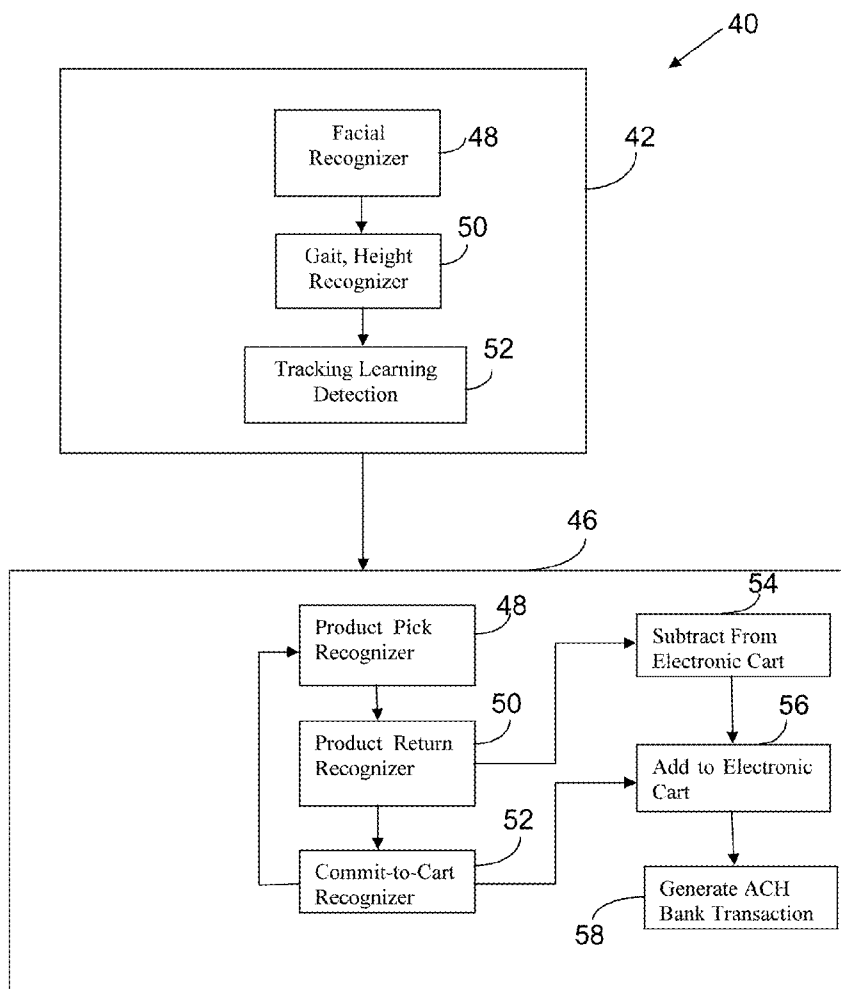 40
Facial
Recognizer
48
42
Gait, Height
Recognizer
50
Tracking Learning
Detection
52
46
Product Pick
Recognizer
48
54
Subtract From
Electronic Cart
Product Return
Recognizer
50
56
Add to Electronic
Cart
Commit-to-Cart
Recognizer
52
Generate ACH
Bank Transaction
58